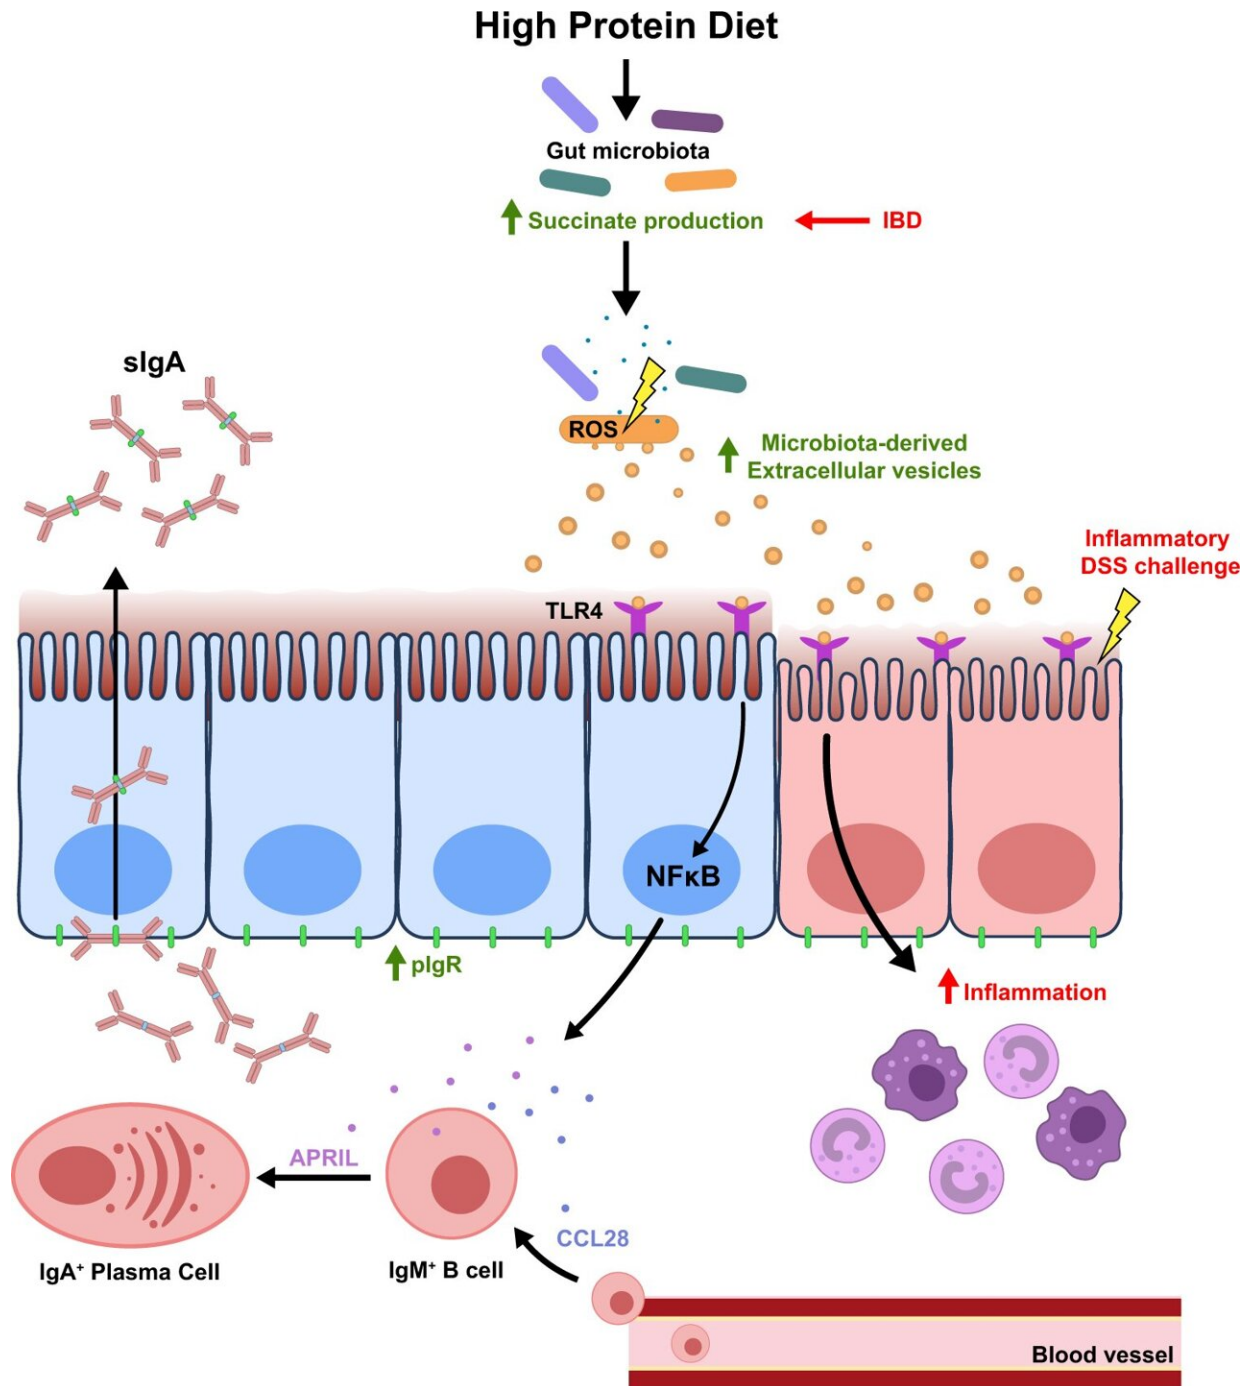 High Protein Diet
Gut microbiota
Succinate production
IBD
sIgA
ROS
Microbiota-derived
Extracellular vesicles
Inflammatory
DSS challenge
TLR4
NFκB
pIgR
Inflammation
APRIL
CCL28
IgA⁺ Plasma Cell
IgM⁺ B cell
Blood vessel